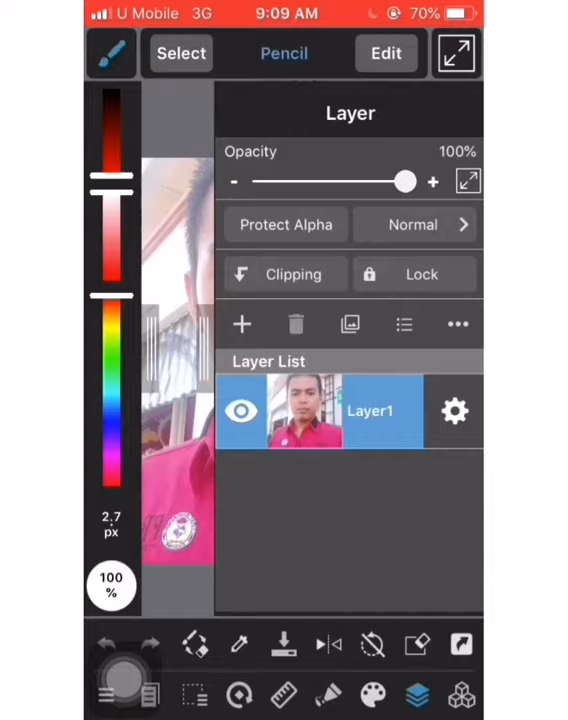 U Mobile 3G 9:09 AM 70%
Select Pencil Edit
Layer
Opacity 100%
- +
Protect Alpha Normal
Clipping Lock
Layer List
Layer1
2.7
px
100
%